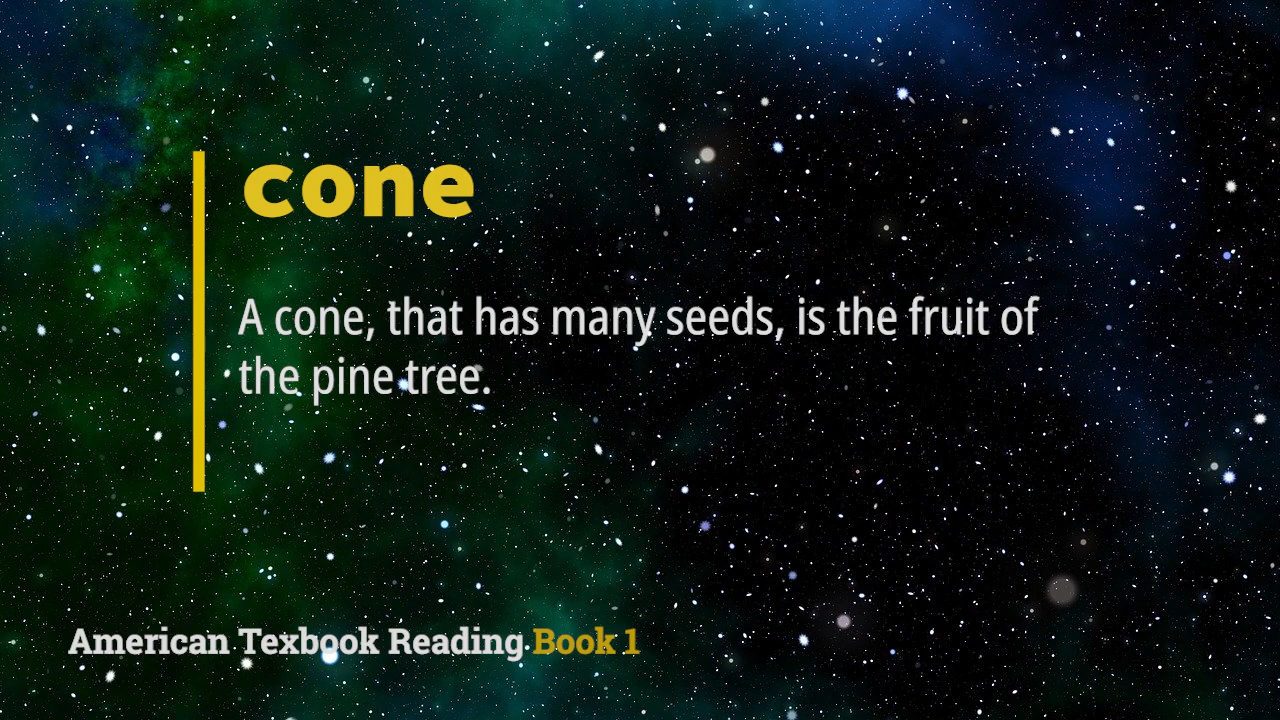 cone
A cone, that has many seeds, is the fruit of
the pine tree.
American Texbook Reading Book 1